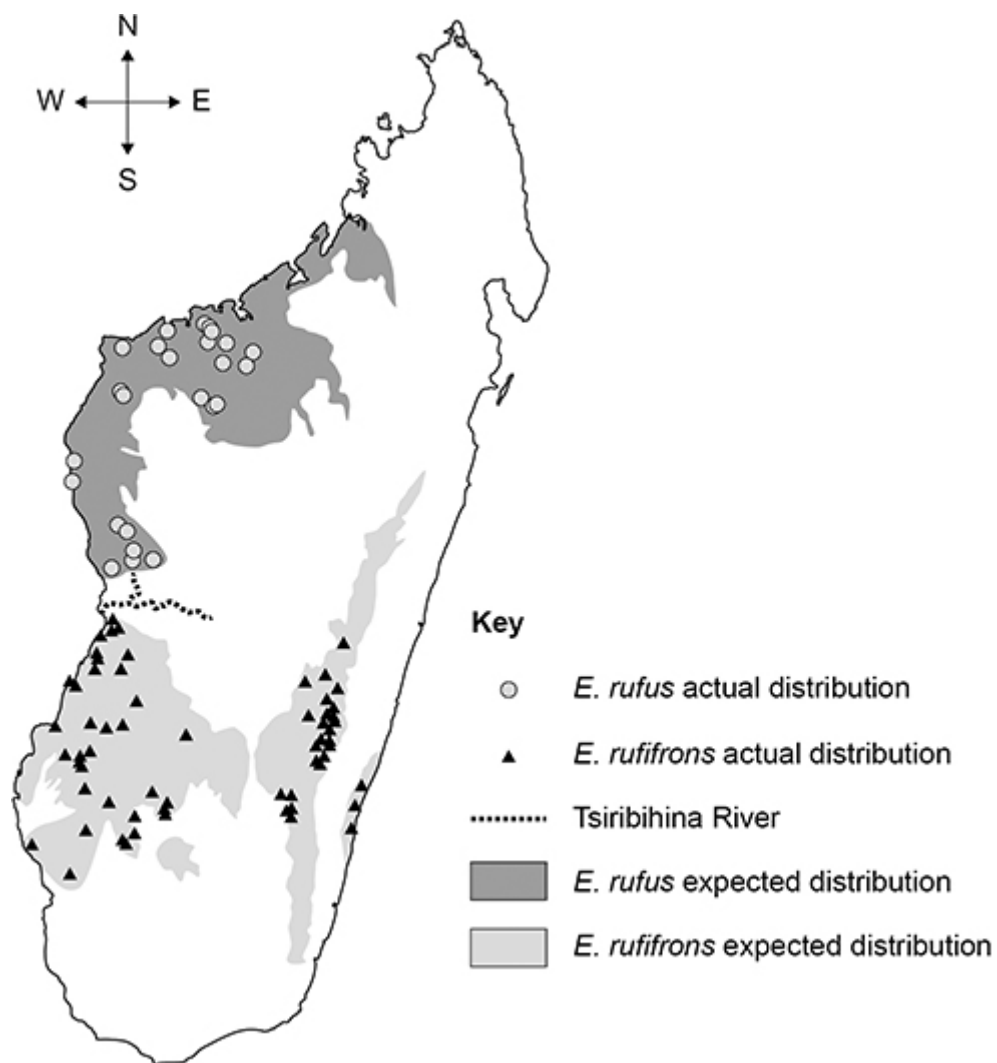 N
W E
S
Key
E. rufus actual distribution
E. rufifrons actual distribution
Tsiribihina River
E. rufus expected distribution
E. rufifrons expected distribution